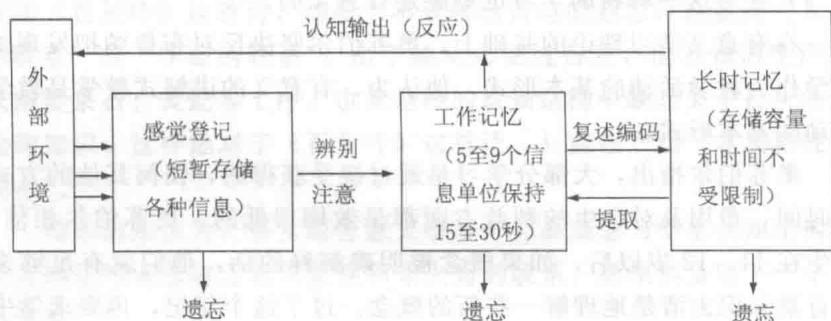 认知输出（反应）
外部环境
感觉登记
（短暂存储
各种信息）
辨别
注意
工作记忆
（5至9个信
息单位保持
15至30秒）
复述编码
提取
长时记忆
（存储容量
和时间不
受限制）
遗忘
遗忘
遗忘